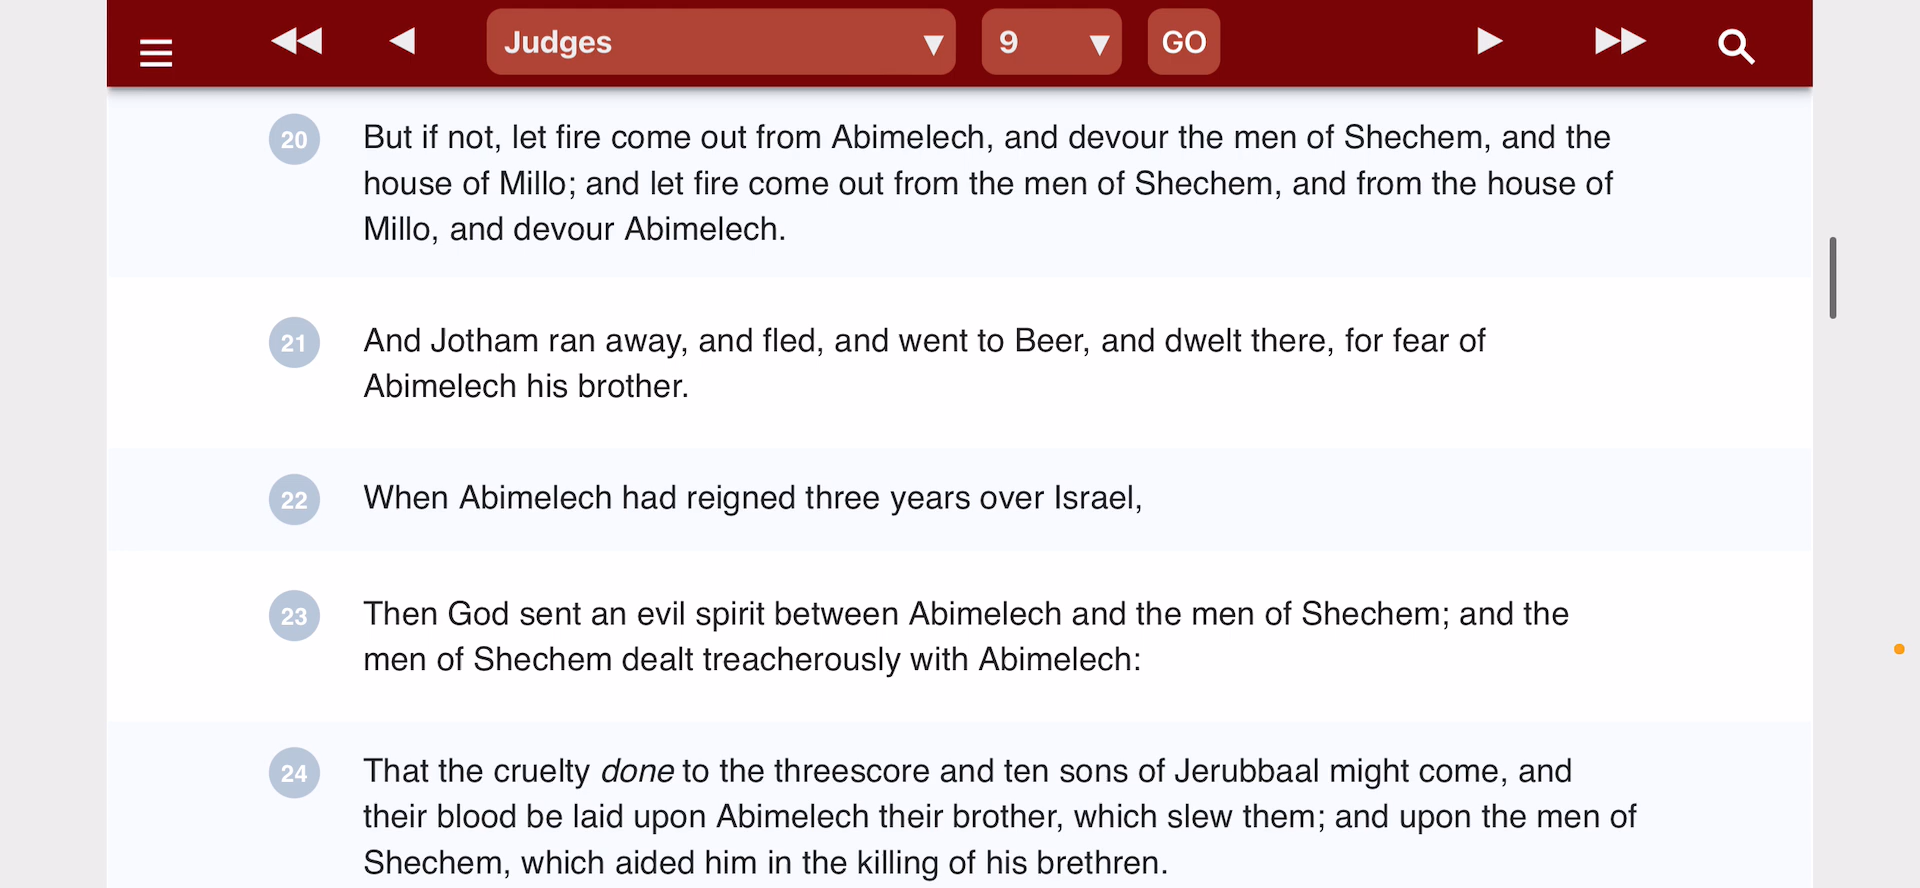 Judges 9 GO
20 But if not, let fire come out from Abimelech, and devour the men of Shechem, and the
house of Millo; and let fire come out from the men of Shechem, and from the house of
Millo, and devour Abimelech.
21 And Jotham ran away, and fled, and went to Beer, and dwelt there, for fear of
Abimelech his brother.
22 When Abimelech had reigned three years over Israel,
23 Then God sent an evil spirit between Abimelech and the men of Shechem; and the
men of Shechem dealt treacherously with Abimelech:
24 That the cruelty done to the threescore and ten sons of Jerubbaal might come, and
their blood be laid upon Abimelech their brother, which slew them; and upon the men of
Shechem, which aided him in the killing of his brethren.